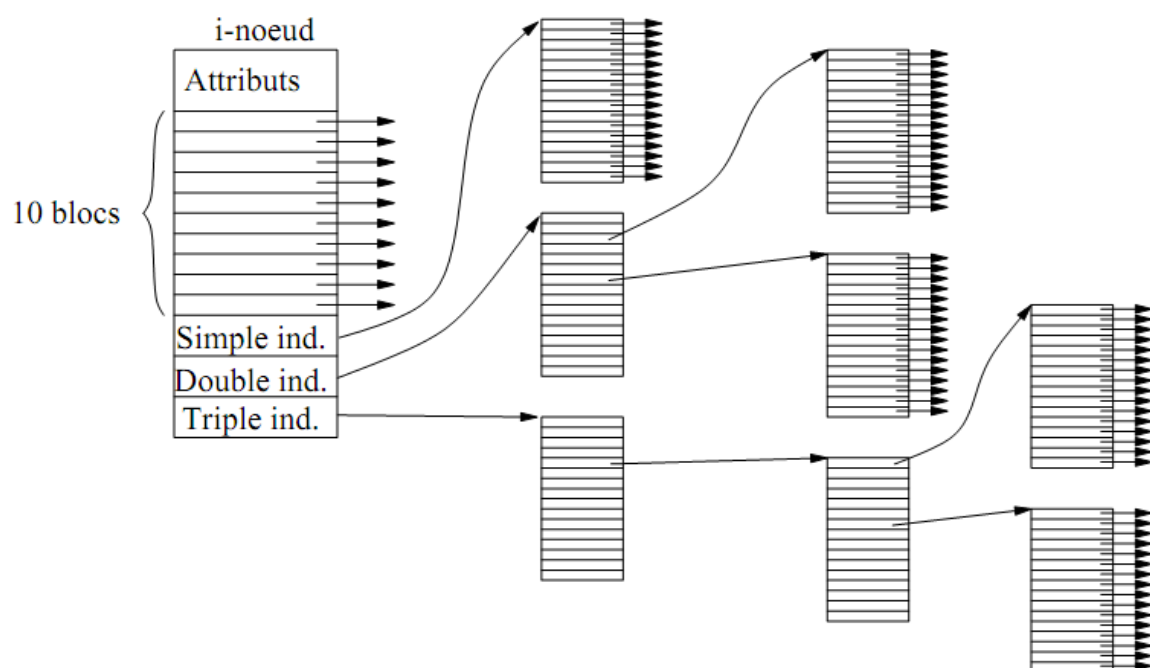 i-noeud
Attributs
10 blocs
Simple ind.
Double ind.
Triple ind.